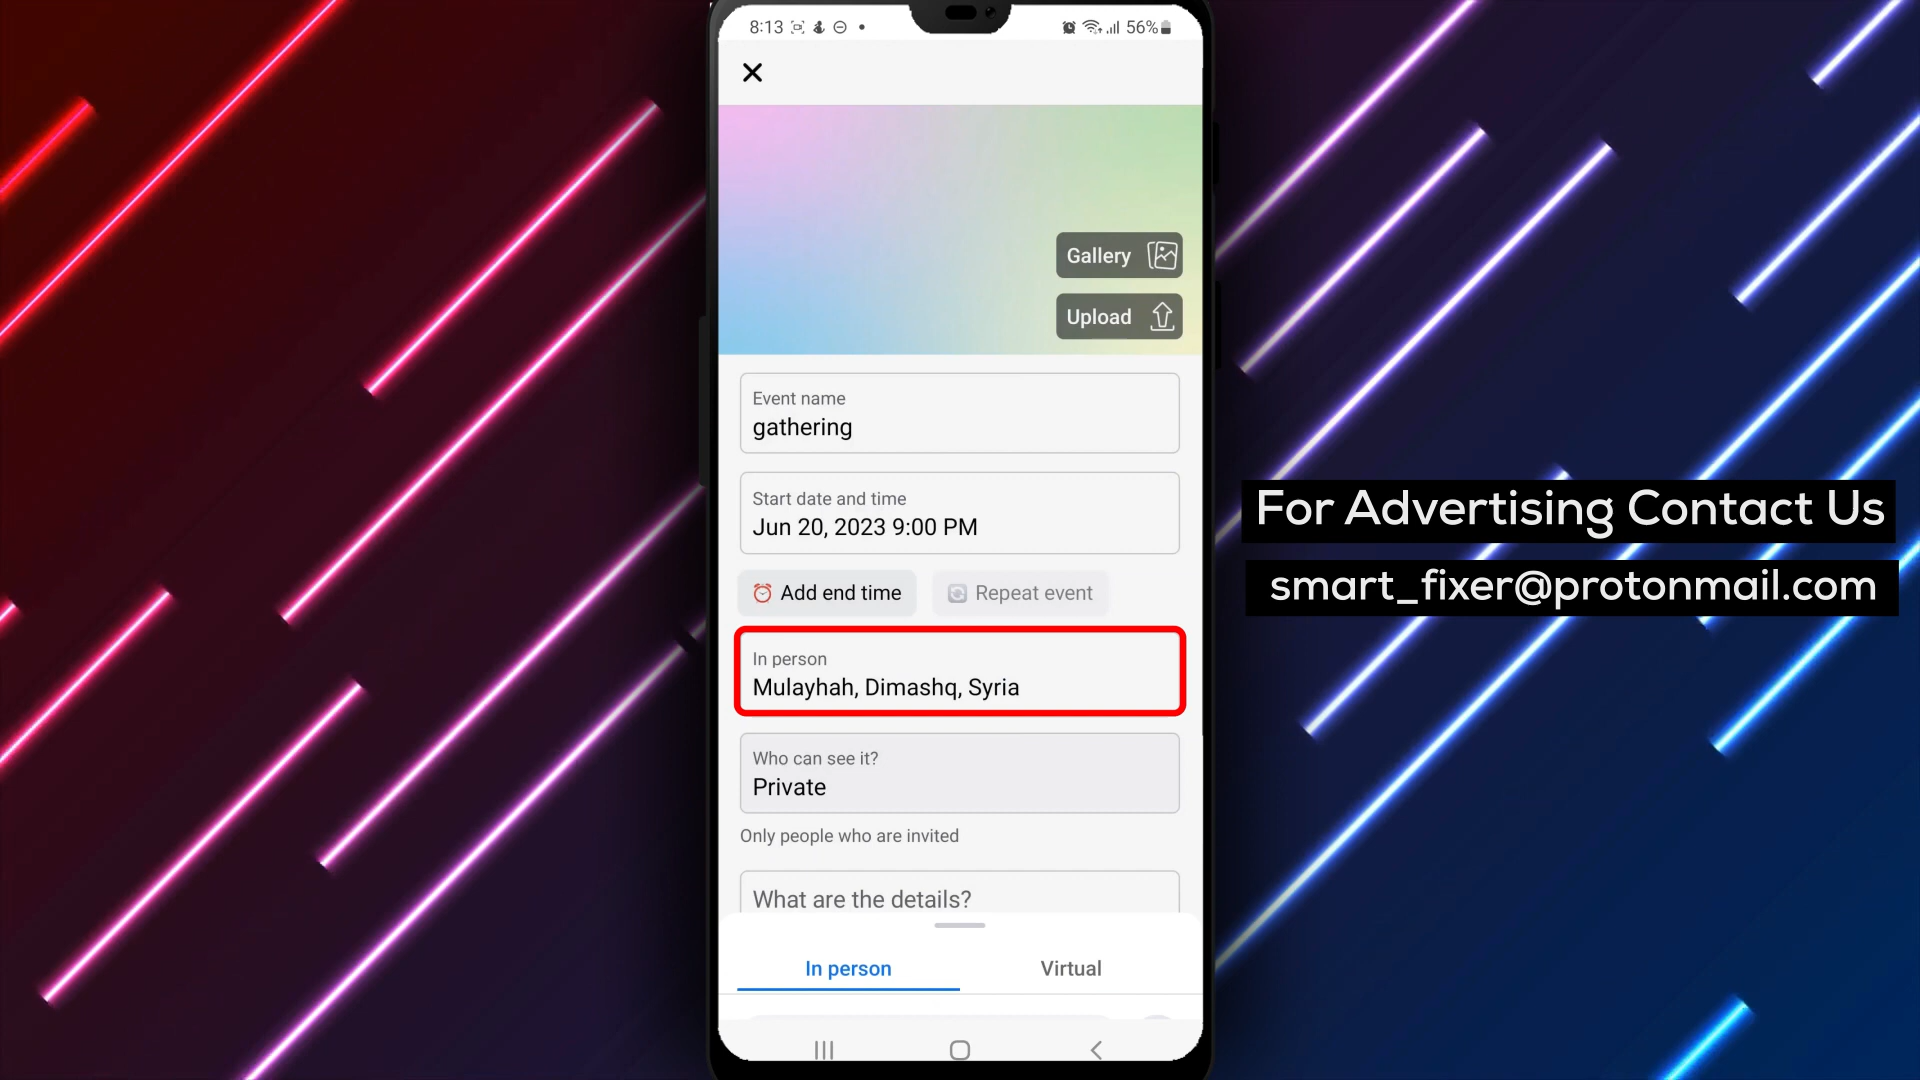 8:13
56%
Gallery
Upload
Event name
gathering
Start date and time
Jun 20, 2023 9:00 PM
Add end time
Repeat event
In person
Mulayhah, Dimashq, Syria
Who can see it?
Private
Only people who are invited
What are the details?
In person
Virtual
For Advertising Contact Us
smart_fixer@protonmail.com